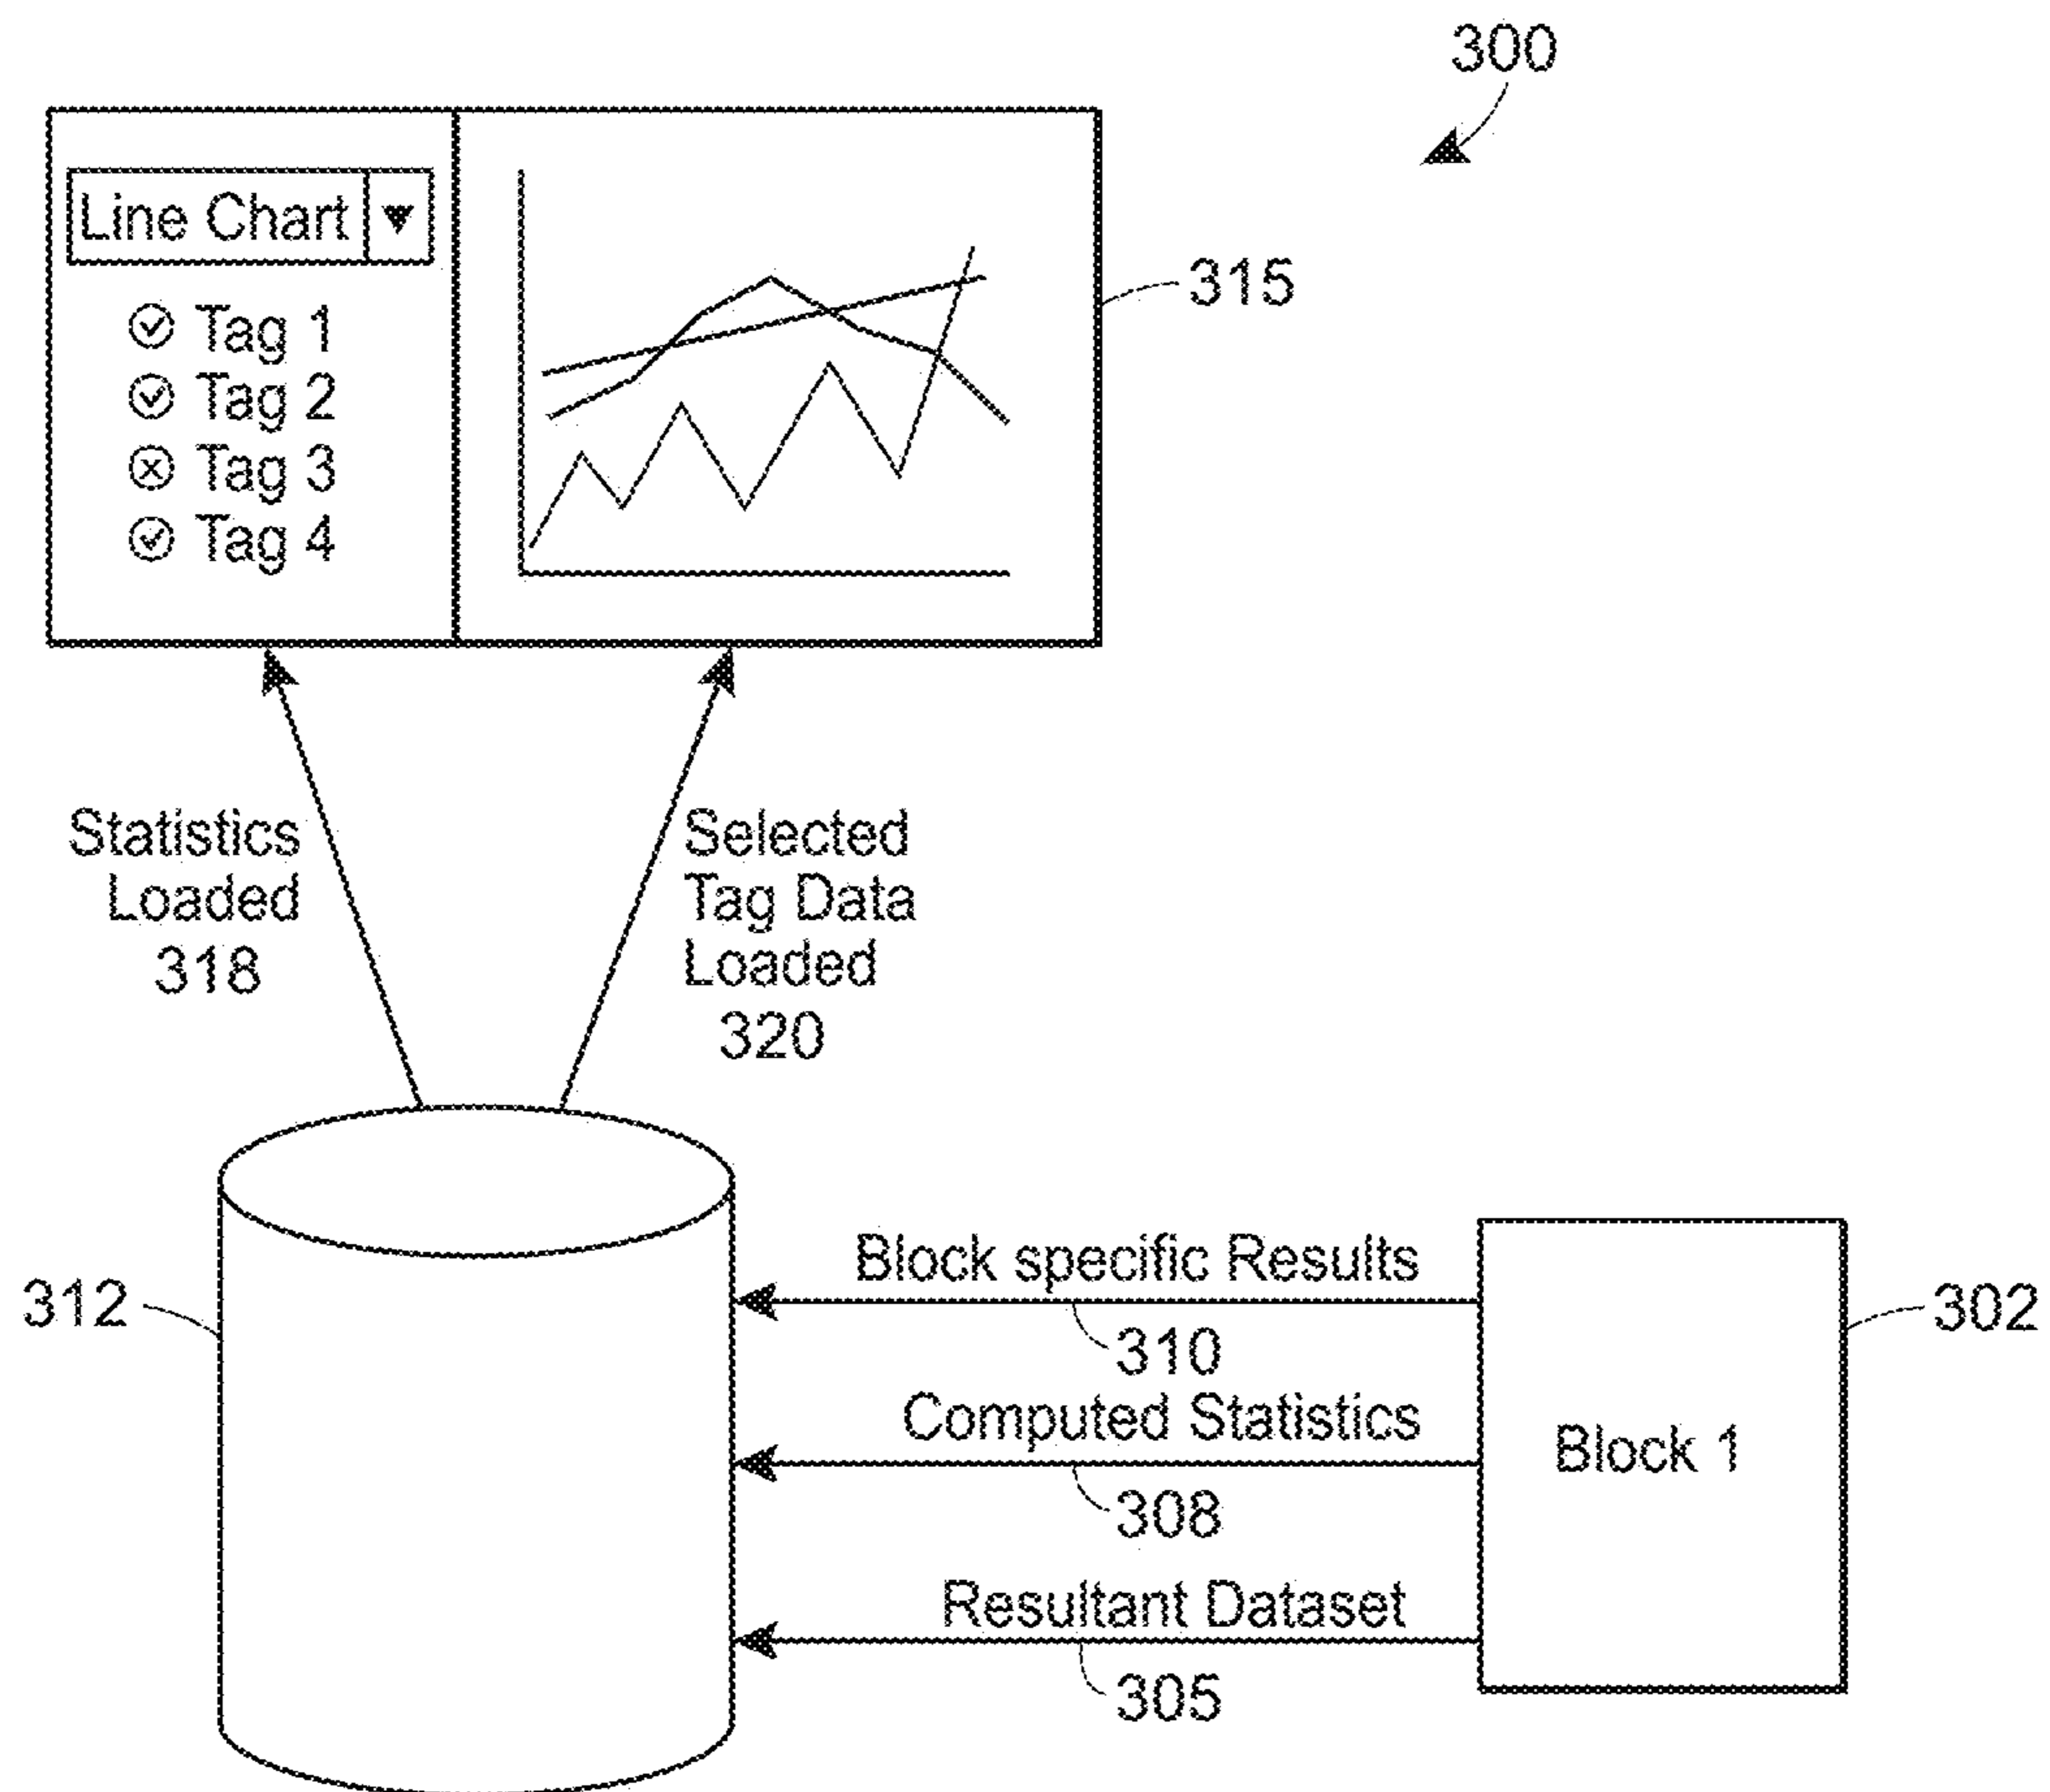 300
Line Chart
Tag 1
Tag 2
Tag 3
Tag 4
315
Statistics
Loaded
318
Selected
Tag Data
Loaded
320
312
Block specific Results
310
Computed Statistics
308
Resultant Dataset
305
Block 1
302